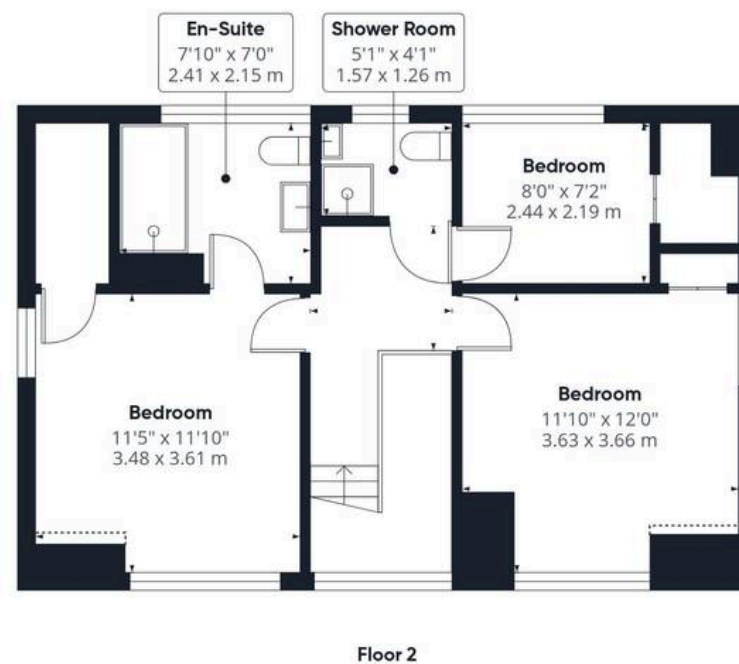 En-Suite
7'10" x 7'0"
2.41 x 2.15 m
Shower Room
5'1" x 4'1"
1.57 x 1.26 m
Bedroom
8'0" x 7'2"
2.44 x 2.19 m
Bedroom
11'5" x 11'10"
3.48 x 3.61 m
Bedroom
11'10" x 12'0"
3.63 x 3.66 m
Floor 2